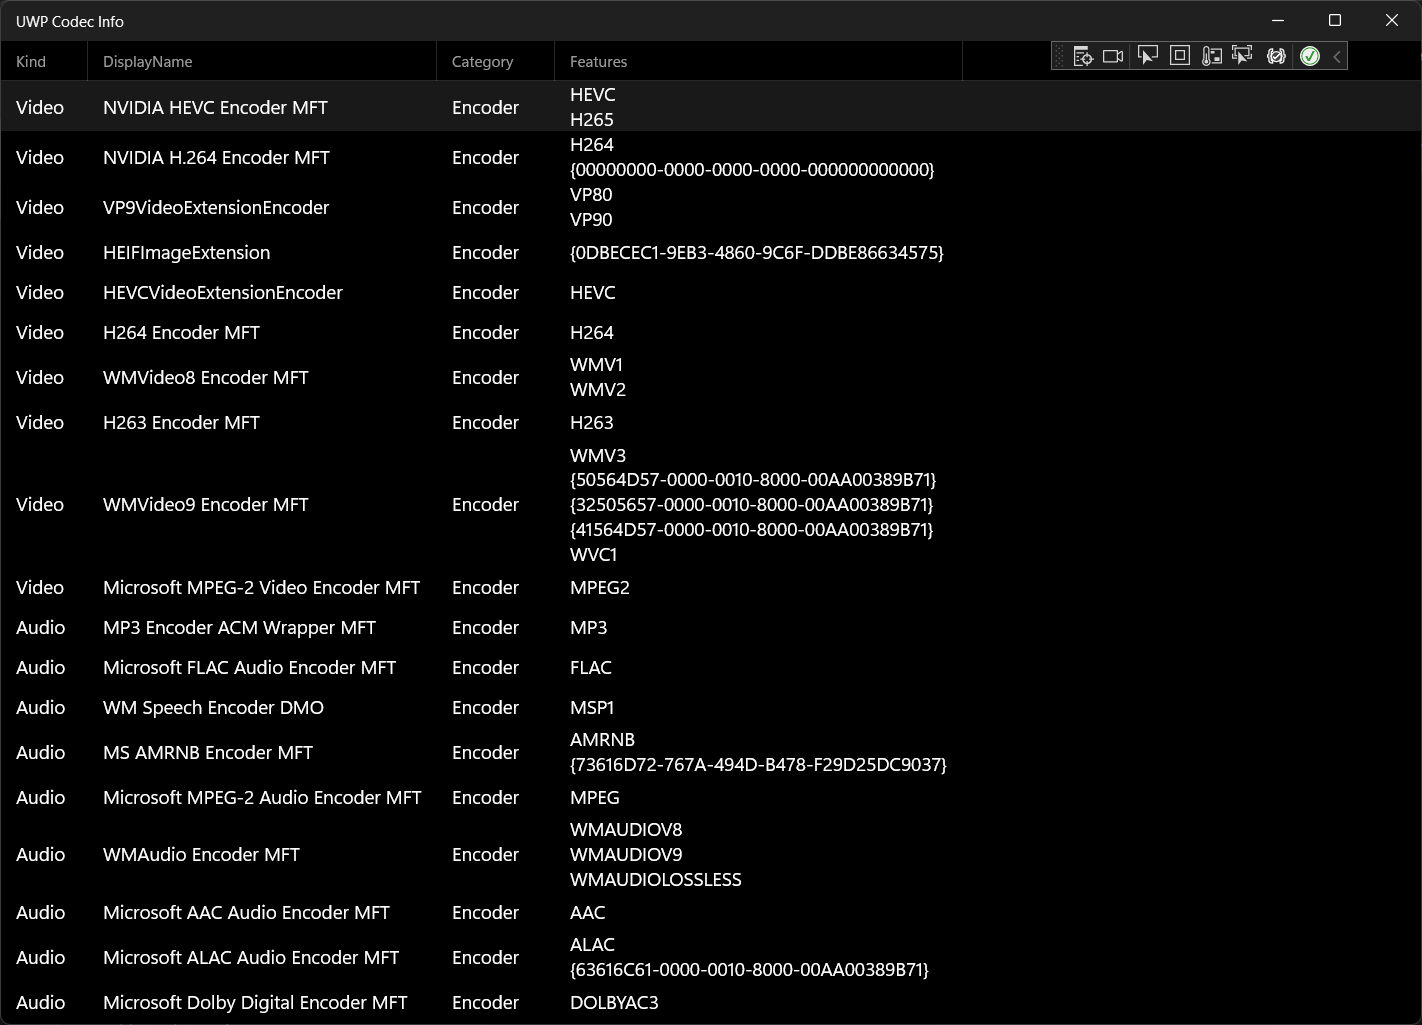 UWP Codec Info
Kind DisplayName Category Features
Video NVIDIA HEVC Encoder MFT Encoder HEVC
H265
Video NVIDIA H.264 Encoder MFT Encoder H264
{00000000-0000-0000-0000-000000000000}
Video VP9VideoExtensionEncoder Encoder VP80
VP90
Video HEIFImageExtension Encoder {0DBECEC1-9EB3-4860-9C6F-DDBE86634575}
Video HEVCVideoExtensionEncoder Encoder HEVC
Video H264 Encoder MFT Encoder H264
Video WMVideo8 Encoder MFT Encoder WMV1
WMV2
Video H263 Encoder MFT Encoder H263
Video WMVideo9 Encoder MFT Encoder WMV3
{50564D57-0000-0010-8000-00AA00389B71}
{32505657-0000-0010-8000-00AA00389B71}
{41564D57-0000-0010-8000-00AA00389B71}
WVC1
Video Microsoft MPEG-2 Video Encoder MFT Encoder MPEG2
Audio MP3 Encoder ACM Wrapper MFT Encoder MP3
Audio Microsoft FLAC Audio Encoder MFT Encoder FLAC
Audio WM Speech Encoder DMO Encoder MSP1
Audio MS AMRNB Encoder MFT Encoder AMRNB
{73616D72-767A-494D-B478-F29D25DC9037}
Audio Microsoft MPEG-2 Audio Encoder MFT Encoder MPEG
Audio WMAudio Encoder MFT Encoder WMAUDIOV8
WMAUDIOV9
WMAUDIOLOSSLESS
Audio Microsoft AAC Audio Encoder MFT Encoder AAC
Audio Microsoft ALAC Audio Encoder MFT Encoder ALAC
{63616C61-0000-0010-8000-00AA00389B71}
Audio Microsoft Dolby Digital Encoder MFT Encoder DOLBYAC3